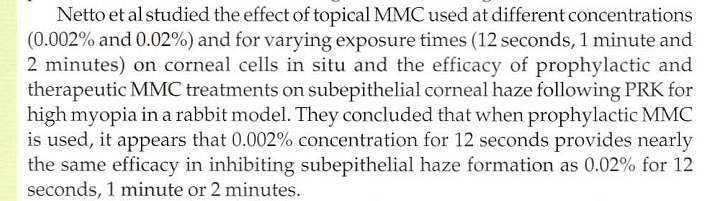 Netto et al studied the effect of topical MMC used at different concentrations
(0.002% and 0.02%) and for varying exposure times (12 seconds, 1 minute and
2 minutes) on corneal cells in situ and the efficacy of prophylactic and
therapeutic MMC treatments on subepithelial corneal haze following PRK for
high myopia in a rabbit model. They concluded that when prophylactic MMC
is used, it appears that 0.002% concentration for 12 seconds provides nearly
the same efficacy in inhibiting subepithelial haze formation as 0.02% for 12
seconds, 1 minute or 2 minutes.